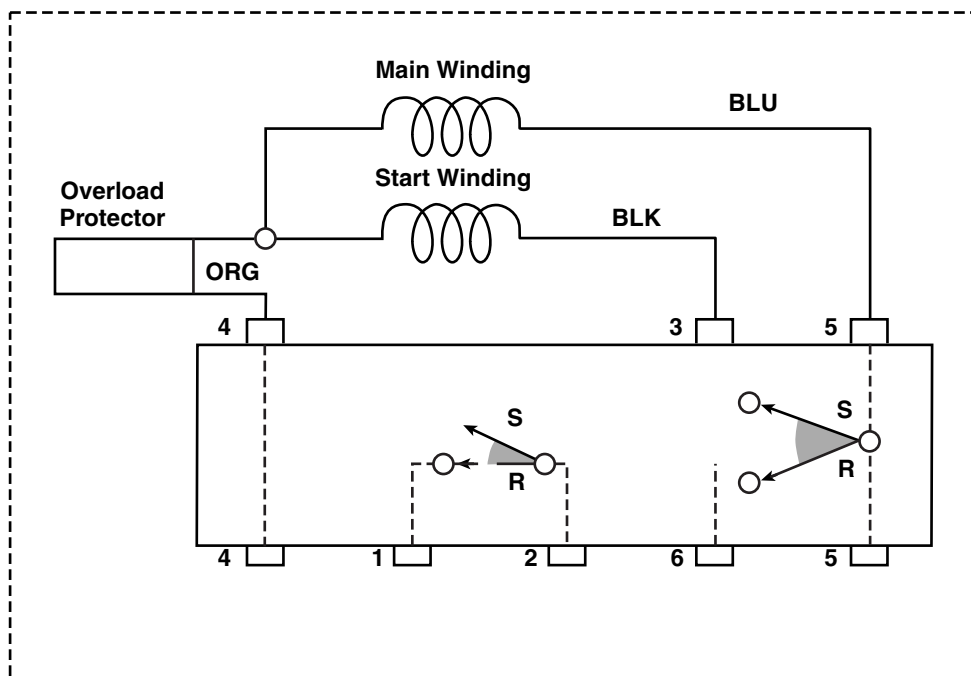 Main Winding
BLU
Overload
Protector
Start Winding
BLK
ORG
4
3
5
S
S
R
R
4
1
2
6
5